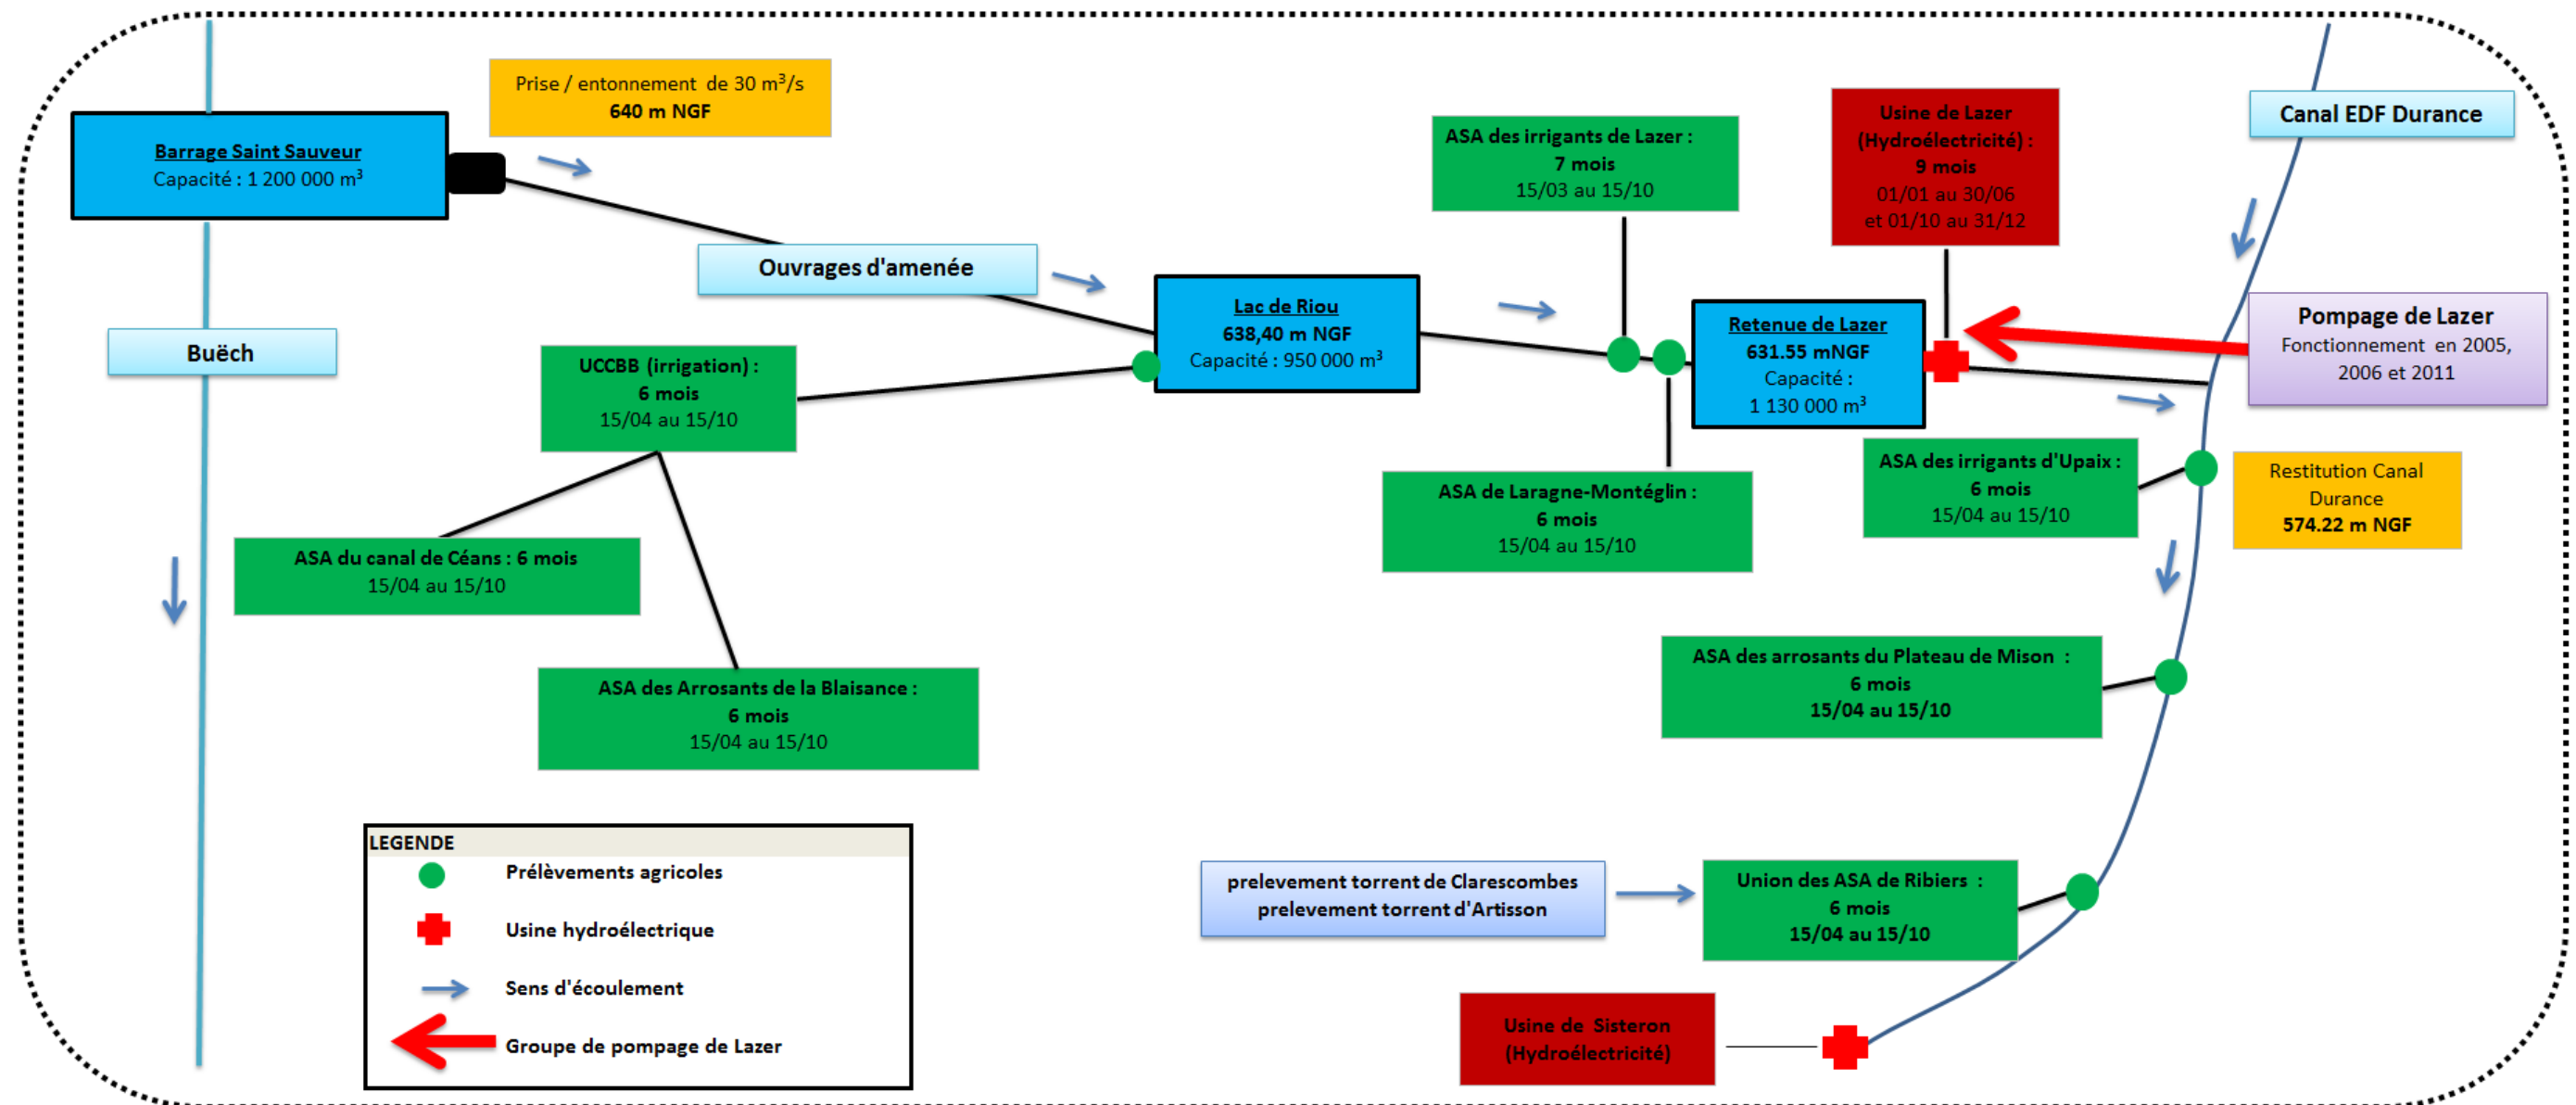 Prise / entonnement de 30 m³/s
640 m NGF
Barrage Saint Sauveur
Capacité : 1 200 000 m³
Ouvrages d'amenée
Buëch
UCCBB (irrigation) :
6 mois
15/04 au 15/10
ASA du canal de Céans : 6 mois
15/04 au 15/10
ASA des Arrosants de la Blaisance :
6 mois
15/04 au 15/10
Lac de Riou
638,40 m NGF
Capacité : 950 000 m³
ASA des irrigants de Lazer :
7 mois
15/03 au 15/10
ASA de Laragne-Montéglin :
6 mois
15/04 au 15/10
Retenue de Lazer
631.55 mNGF
Capacité :
1 130 000 m³
Usine de Lazer
(Hydroélectricité) :
9 mois
01/01 au 30/06
et 01/10 au 31/12
Canal EDF Durance
Pompage de Lazer
Fonctionnement en 2005,
2006 et 2011
ASA des irrigants d'Upaix :
6 mois
15/04 au 15/10
Restitution Canal
Durance
574.22 m NGF
ASA des arrosants du Plateau de Mison :
6 mois
15/04 au 15/10
prelevement torrent de Clarescombes
prelevement torrent d'Artisson
Union des ASA de Ribiers :
6 mois
15/04 au 15/10
Usine de Sisteron
(Hydroélectricité)
LEGENDE
Prélèvements agricoles
Usine hydroélectrique
Sens d'écoulement
Groupe de pompage de Lazer